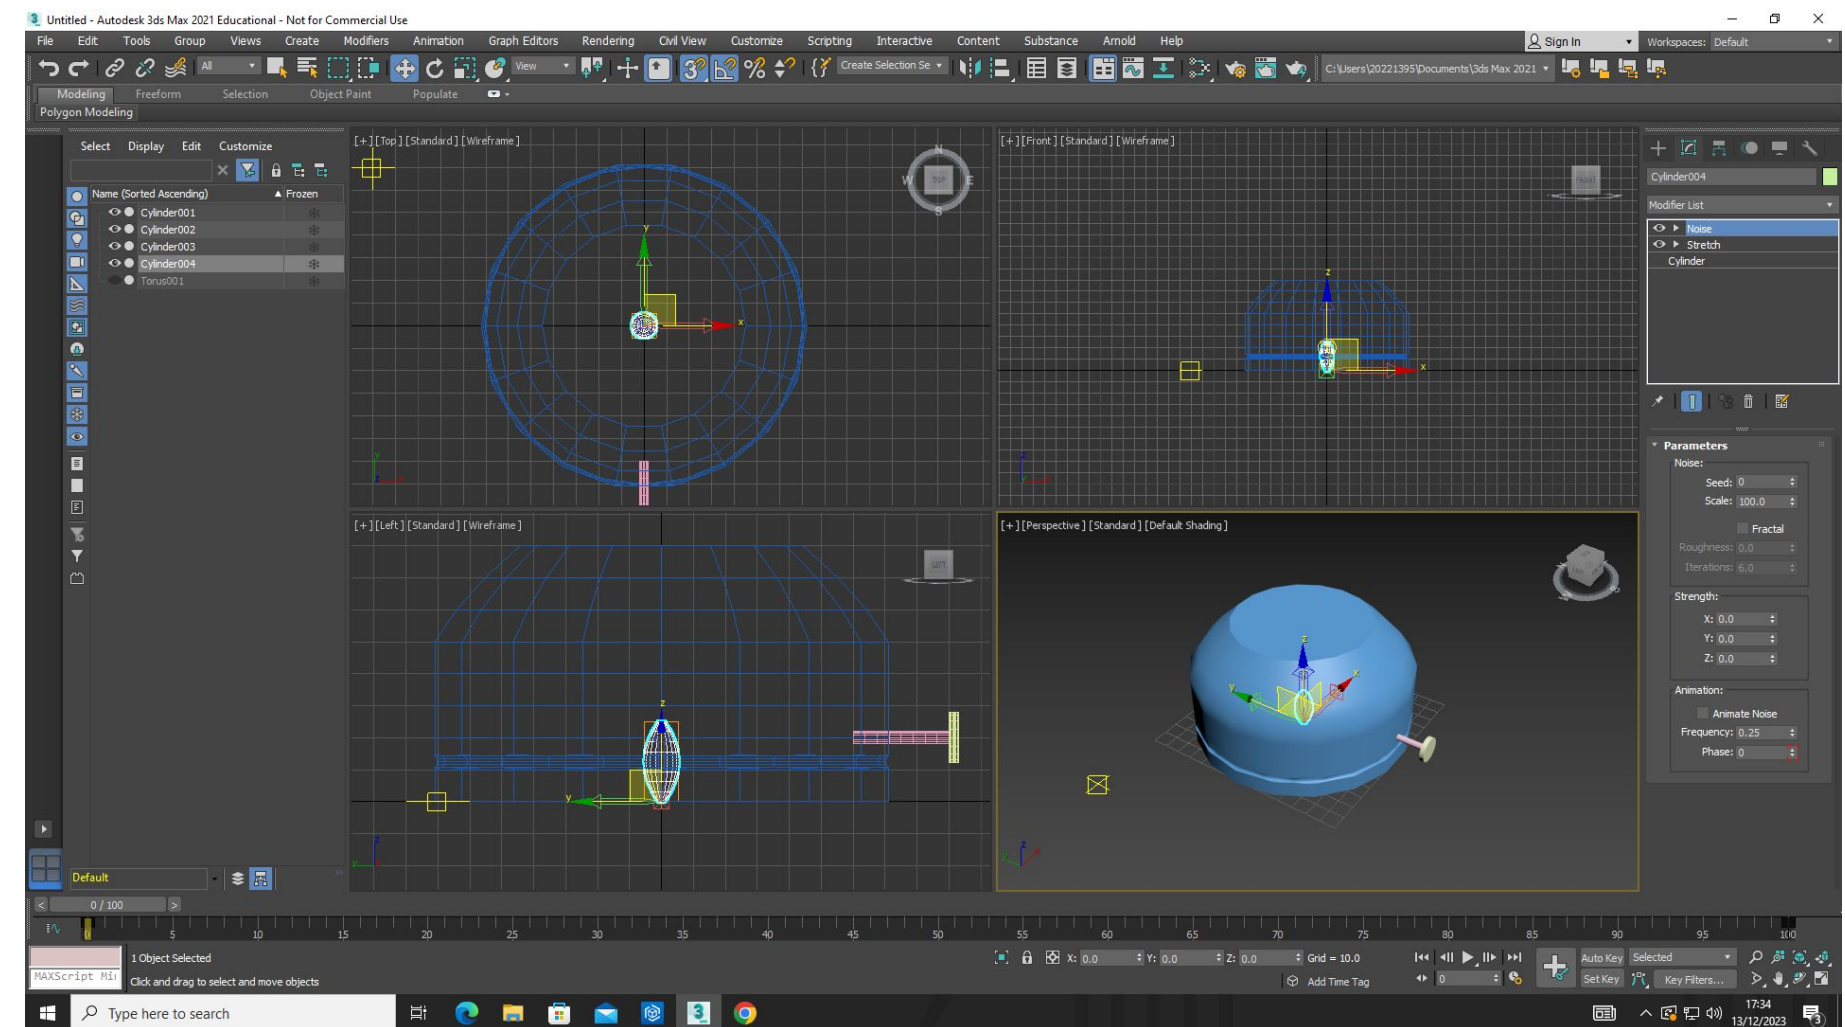 Untitled - Autodesk 3ds Max 2021 Educational - Not for Commercial Use
File Edit Tools Group Views Create Modifiers Animation Graph Editors Rendering Civil View Customize Scripting Interactive Content Substance Arnold Help
Sign In
Workspaces: Default
All
View
Create Selection Se
C:\Users\20221395\Documents\3ds Max 2021
Modeling Freeform Selection Object Paint Populate
Polygon Modeling
Select Display Edit Customize
Name (Sorted Ascending)
Frozen
Cylinder001
Cylinder002
Cylinder003
Cylinder004
Torus001
Default
[+] [Top] [Standard] [Wireframe]
N
W TOP E
S
y
x
[+] [Front] [Standard] [Wireframe]
FRONT
z
x
[+] [Left] [Standard] [Wireframe]
LEFT
z
y
[+] [Perspective] [Standard] [Default Shading]
z
y
x
Cylinder004
Modifier List
Noise
Stretch
Cylinder
Parameters
Noise:
Seed: 0
Scale: 100.0
Fractal
Roughness: 0.0
Iterations: 6.0
Strength:
X: 0.0
Y: 0.0
Z: 0.0
Animation:
Animate Noise
Frequency: 0.25
Phase: 0
< 0 / 100 >
0 5 10 15 20 25 30 35 40 45 50 55 60 65 70 75 80 85 90 95 100
1 Object Selected
X: 0.0 Y: 0.0 Z: 0.0 Grid = 10.0
Auto Key Selected
MAXScript Mi
Click and drag to select and move objects
Add Time Tag
0
Set Key Key Filters...
Type here to search
17:34
13/12/2023
3